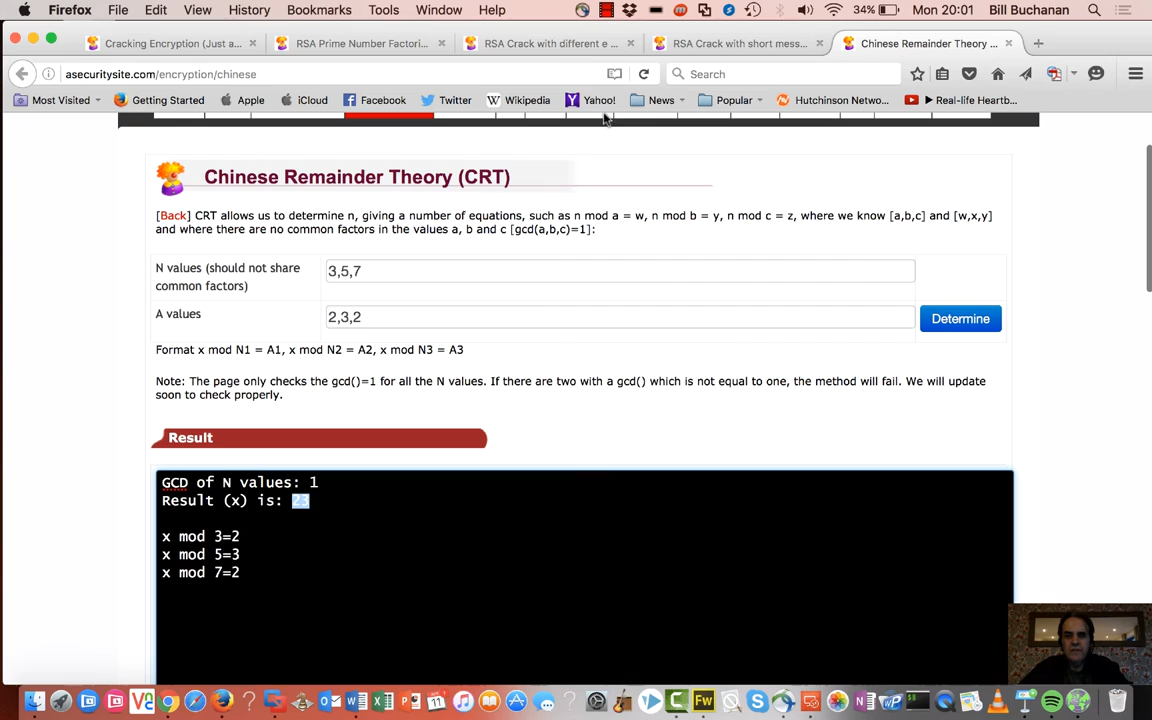 Firefox File Edit View History Bookmarks Tools Window Help 34% Mon 20:01 Bill Buchanan
Cracking Encryption (Just a... × RSA Prime Number Factori... × RSA Crack with different e ... × RSA Crack with short mess... × Chinese Remainder Theory ... × +
asecuritysite.com/encryption/chinese Search
Most Visited Getting Started Apple iCloud Facebook Twitter Wikipedia Yahoo! News Popular Hutchinson Netwo... ▶ Real-life Heartb...
Chinese Remainder Theory (CRT)
[Back] CRT allows us to determine n, giving a number of equations, such as n mod a = w, n mod b = y, n mod c = z, where we know [a,b,c] and [w,x,y]
and where there are no common factors in the values a, b and c [gcd(a,b,c)=1]:
N values (should not share
common factors)
3,5,7
A values
2,3,2
Determine
Format x mod N1 = A1, x mod N2 = A2, x mod N3 = A3
Note: The page only checks the gcd()=1 for all the N values. If there are two with a gcd() which is not equal to one, the method will fail. We will update
soon to check properly.
Result
GCD of N values: 1
Result (x) is: 23
x mod 3=2
x mod 5=3
x mod 7=2